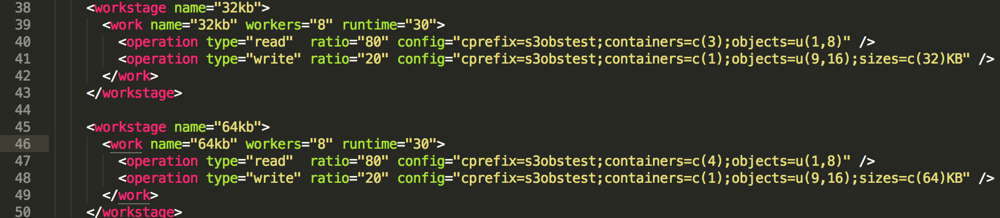 38 <workstage name="32kb">
39 <work name="32kb" workers="8" runtime="30">
40 <operation type="read"  ratio="80" config="cprefix=s3obstest;containers=c(3);objects=u(1,8)" />
41 <operation type="write" ratio="20" config="cprefix=s3obstest;containers=c(1);objects=u(9,16);sizes=c(32)KB" />
42 </work>
43 </workstage>
44
45 <workstage name="64kb">
46 <work name="64kb" workers="8" runtime="30">
47 <operation type="read"  ratio="80" config="cprefix=s3obstest;containers=c(4);objects=u(1,8)" />
48 <operation type="write" ratio="20" config="cprefix=s3obstest;containers=c(1);objects=u(9,16);sizes=c(64)KB" />
49 </work>
50 </workstage>